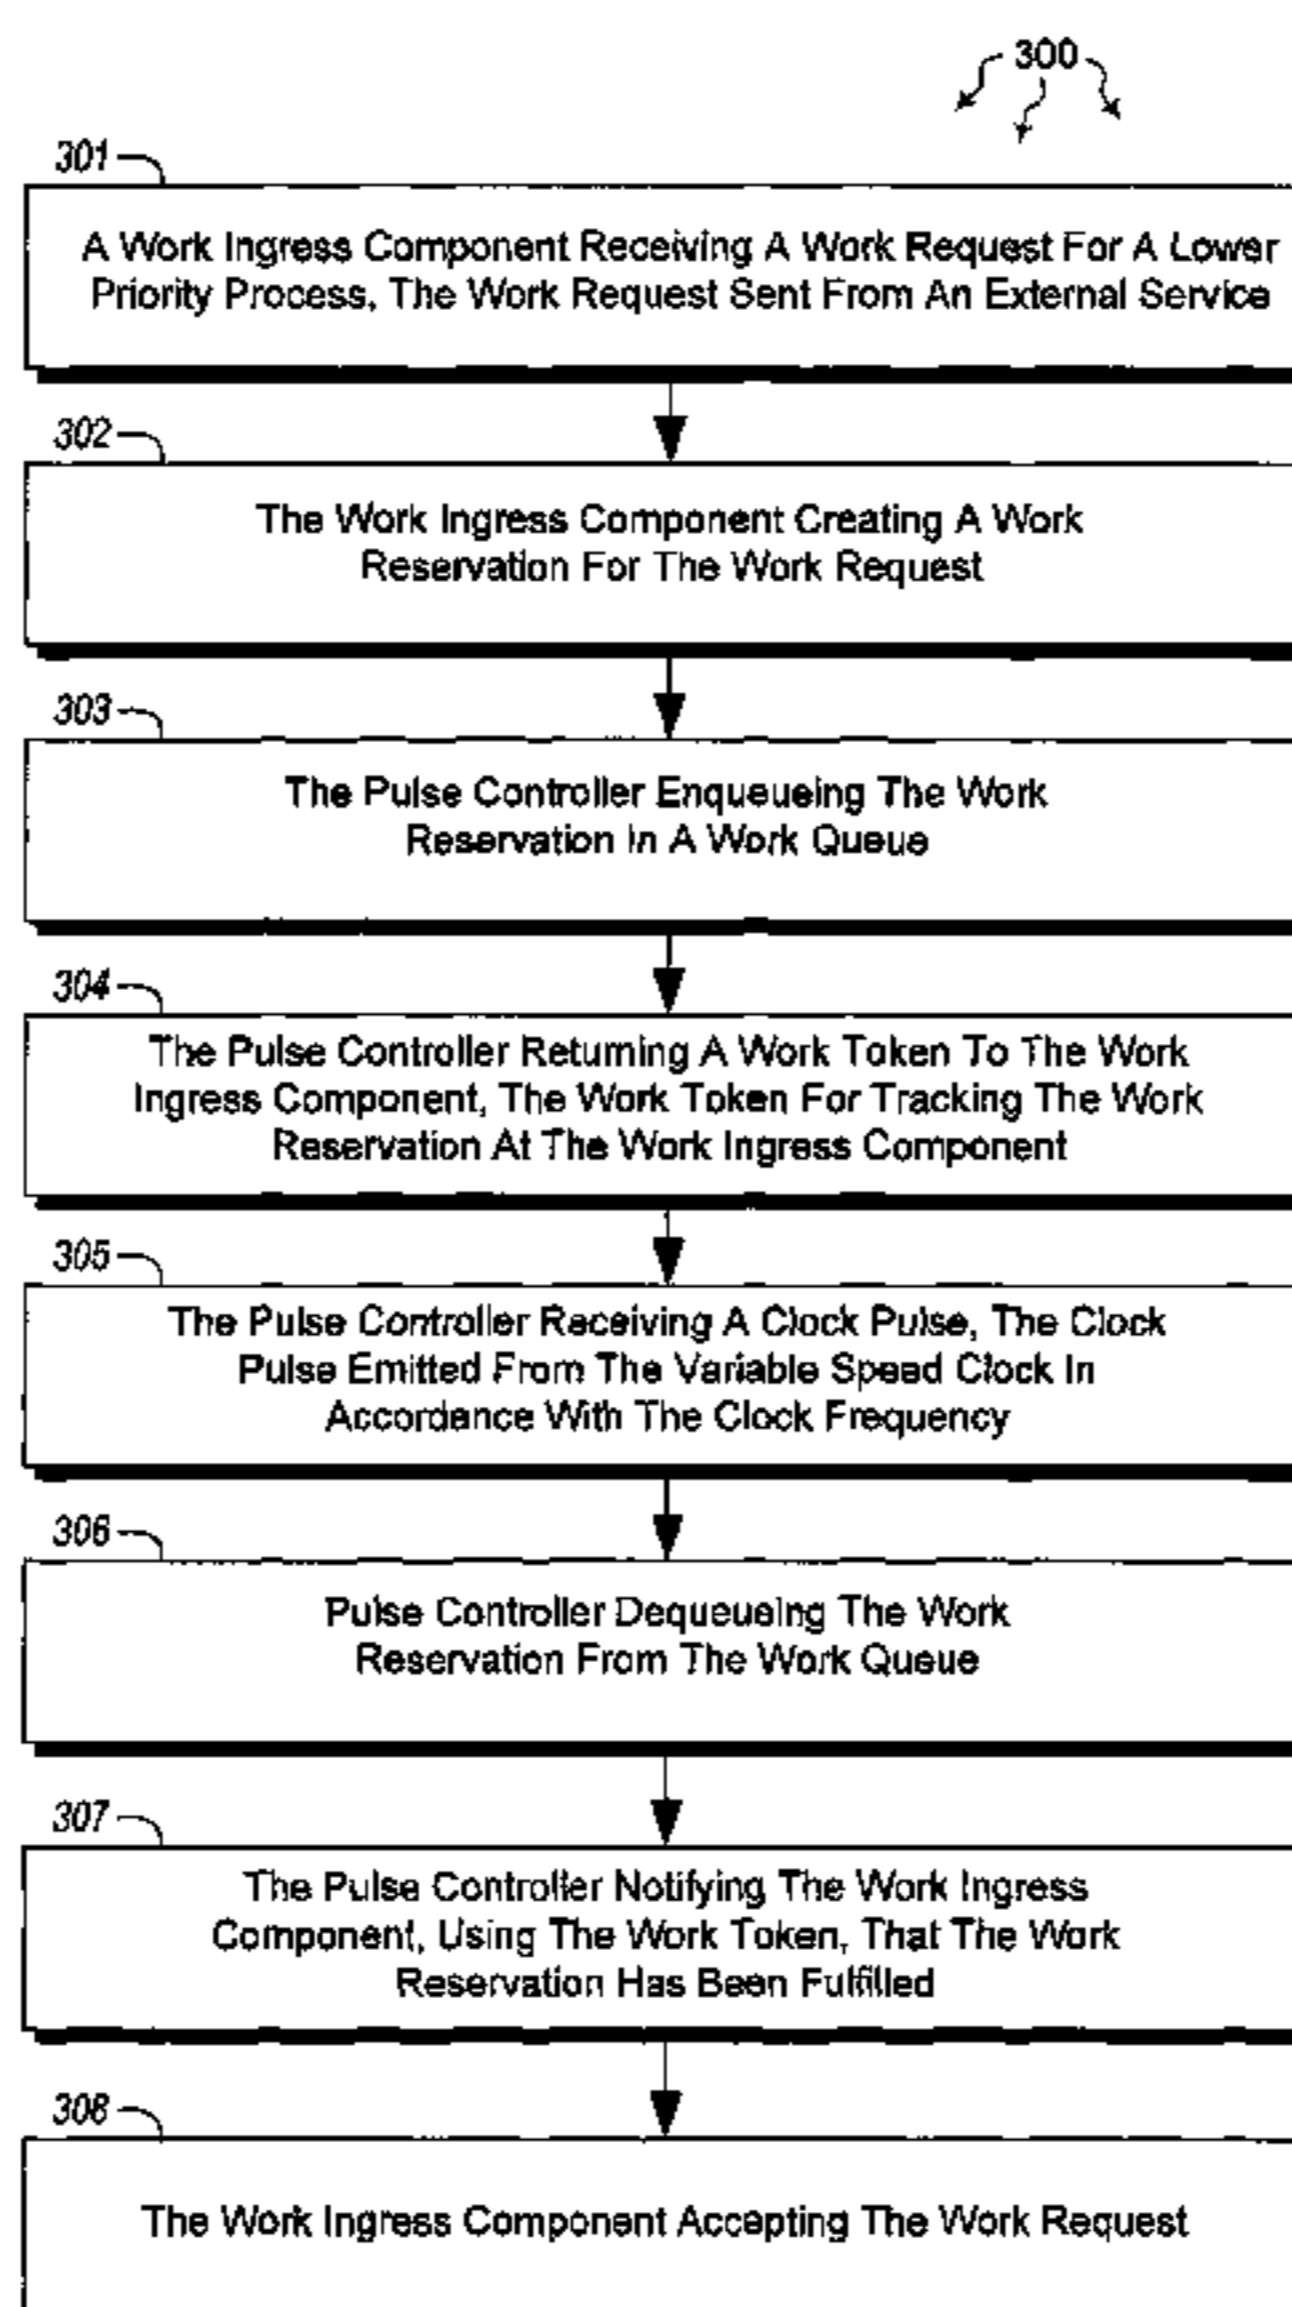 300
301
A Work Ingress Component Receiving A Work Request For A Lower
Priority Process, The Work Request Sent From An External Service
302
The Work Ingress Component Creating A Work
Reservation For The Work Request
303
The Pulse Controller Enqueueing The Work
Reservation In A Work Queue
304
The Pulse Controller Returning A Work Token To The Work
Ingress Component, The Work Token For Tracking The Work
Reservation At The Work Ingress Component
305
The Pulse Controller Receiving A Clock Pulse, The Clock
Pulse Emitted From The Variable Speed Clock In
Accordance With The Clock Frequency
306
Pulse Controller Dequeueing The Work
Reservation From The Work Queue
307
The Pulse Controller Notifying The Work Ingress
Component, Using The Work Token, That The Work
Reservation Has Been Fulfilled
308
The Work Ingress Component Accepting The Work Request